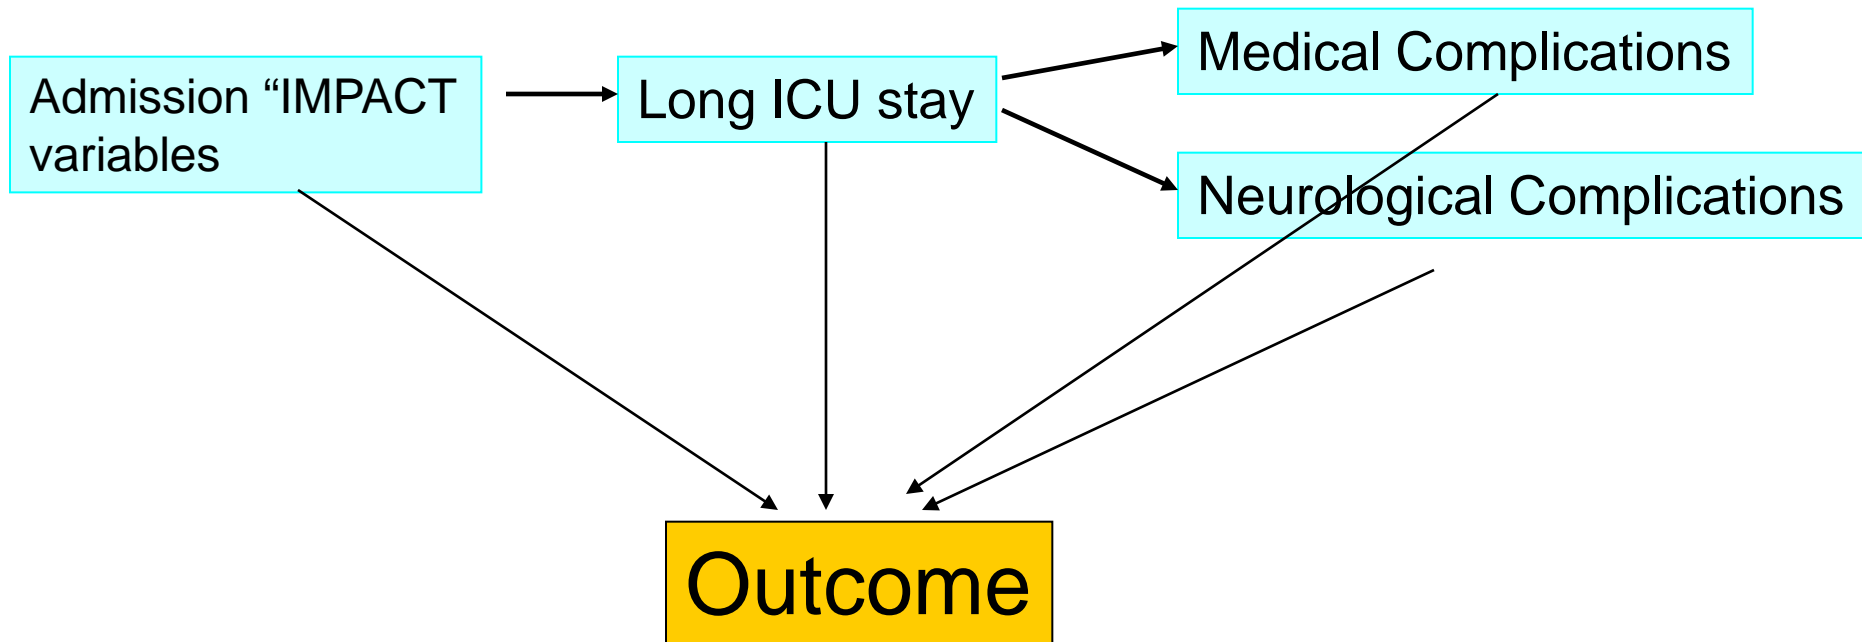 Admission “IMPACT
variables
Long ICU stay
Medical Complications
Neurological Complications
Outcome